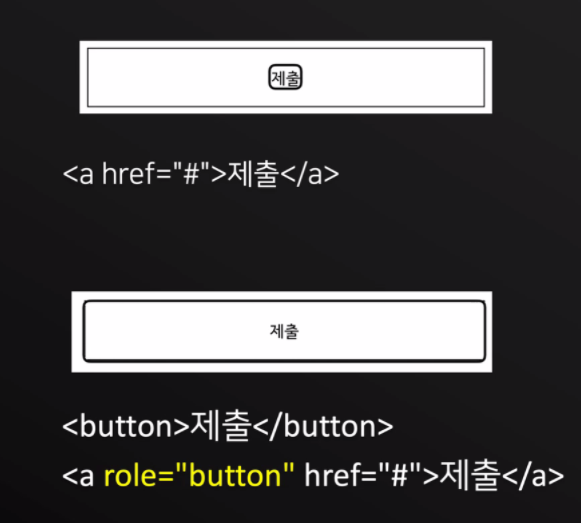 제출
<a href="#">제출</a>
제출
<button>제출</button>
<a role="button" href="#">제출</a>